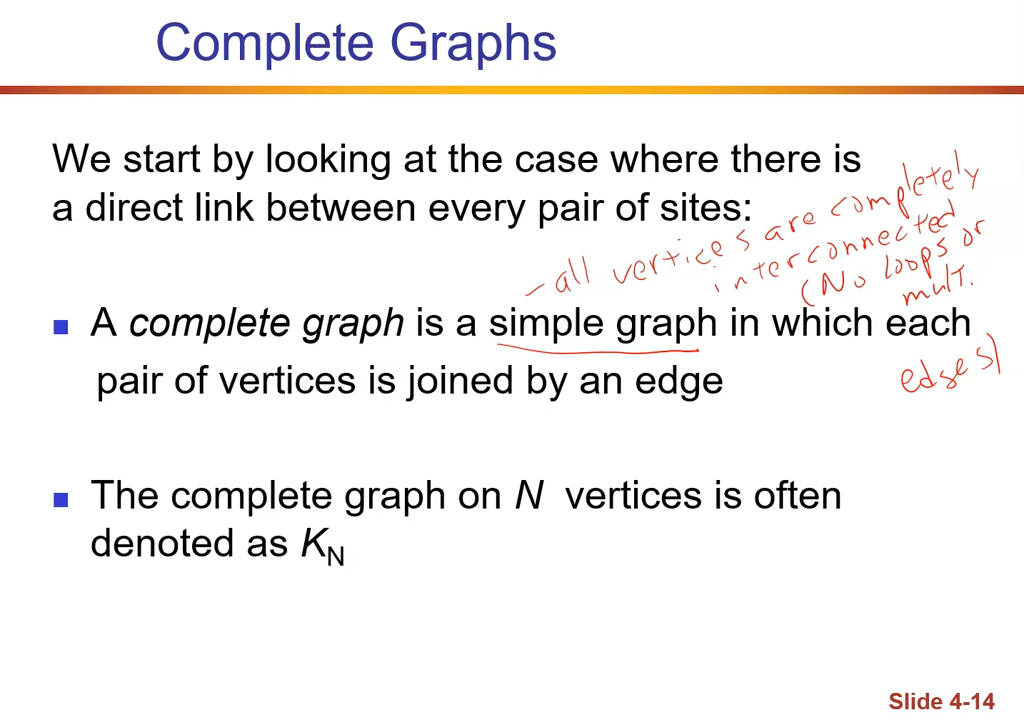 Complete Graphs
We start by looking at the case where there is
a direct link between every pair of sites:
- all vertices are completely
interconnected
(No loops or
mult.
edges)
A complete graph is a simple graph in which each
pair of vertices is joined by an edge
The complete graph on N vertices is often
denoted as KN
Slide 4-14